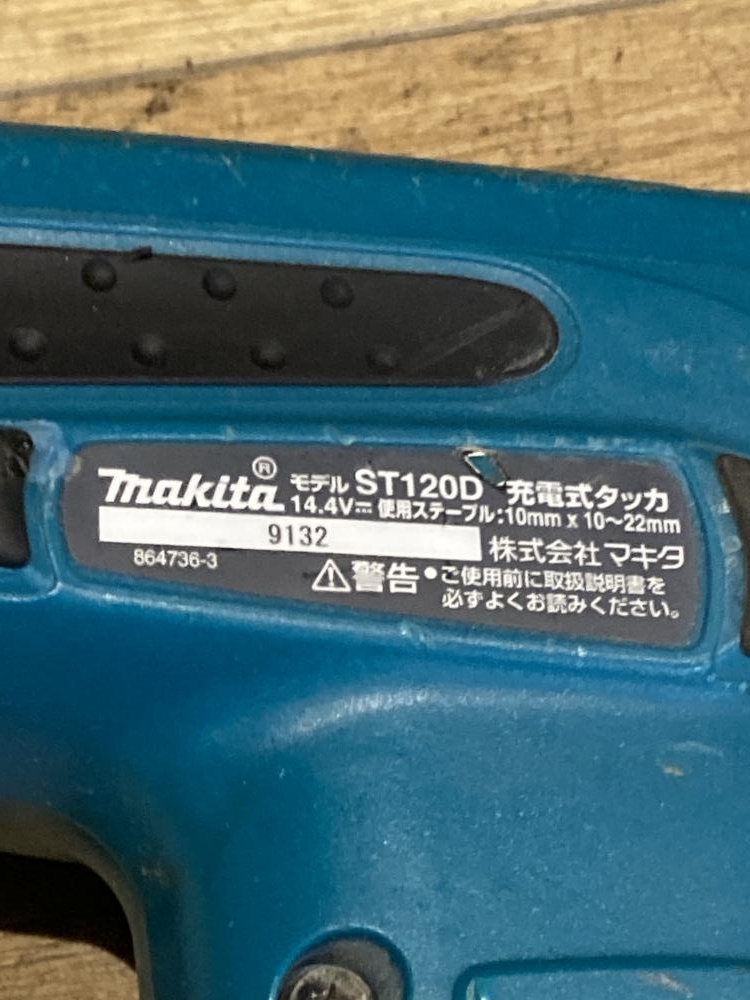 makita® モデル ST120D 充電式タッカ
14.4V⎓ 使用ステープル:10mm x 10～22mm
9132 株式会社マキタ
864736-3
⚠警告 •ご使用前に取扱説明書を
必ずよくお読みください。